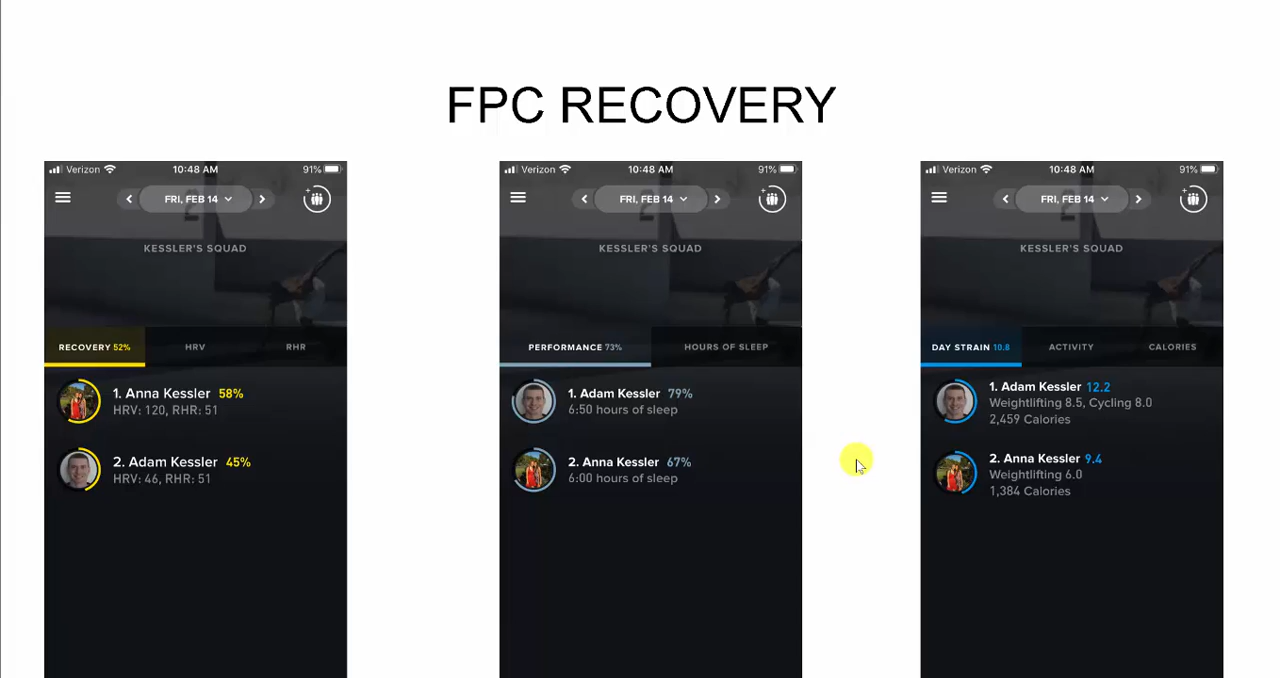 FPC RECOVERY
Verizon 10:48 AM 91%
FRI, FEB 14
KESSLER'S SQUAD
RECOVERY 52% HRV RHR
1. Anna Kessler 58%
HRV: 120, RHR: 51
2. Adam Kessler 45%
HRV: 46, RHR: 51
Verizon 10:48 AM 91%
FRI, FEB 14
KESSLER'S SQUAD
PERFORMANCE 73% HOURS OF SLEEP
1. Adam Kessler 79%
6:50 hours of sleep
2. Anna Kessler 67%
6:00 hours of sleep
Verizon 10:48 AM 91%
FRI, FEB 14
KESSLER'S SQUAD
DAY STRAIN 10.8 ACTIVITY CALORIES
1. Adam Kessler 12.2
Weightlifting 8.5, Cycling 8.0
2,459 Calories
2. Anna Kessler 9.4
Weightlifting 6.0
1,384 Calories